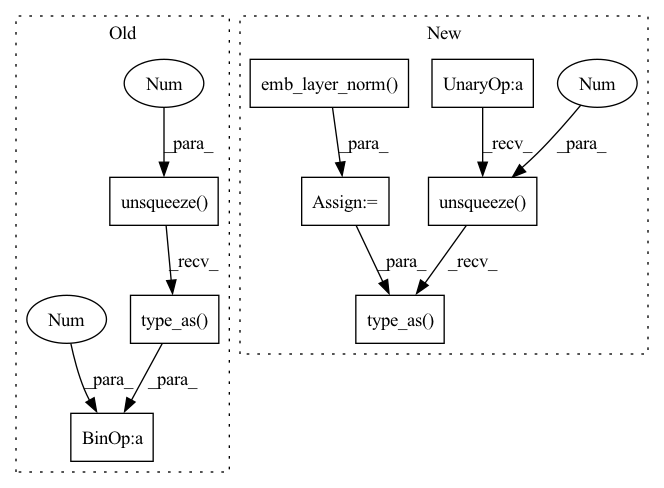 Old
New
Num
emb_layer_norm()
UnaryOp:a
Num
_para_
_para_
_recv_
_para_
unsqueeze()
Assign:=
unsqueeze()
_recv_
_para_
_recv_
Num
type_as()
type_as()
_para_
_para_
BinOp:a